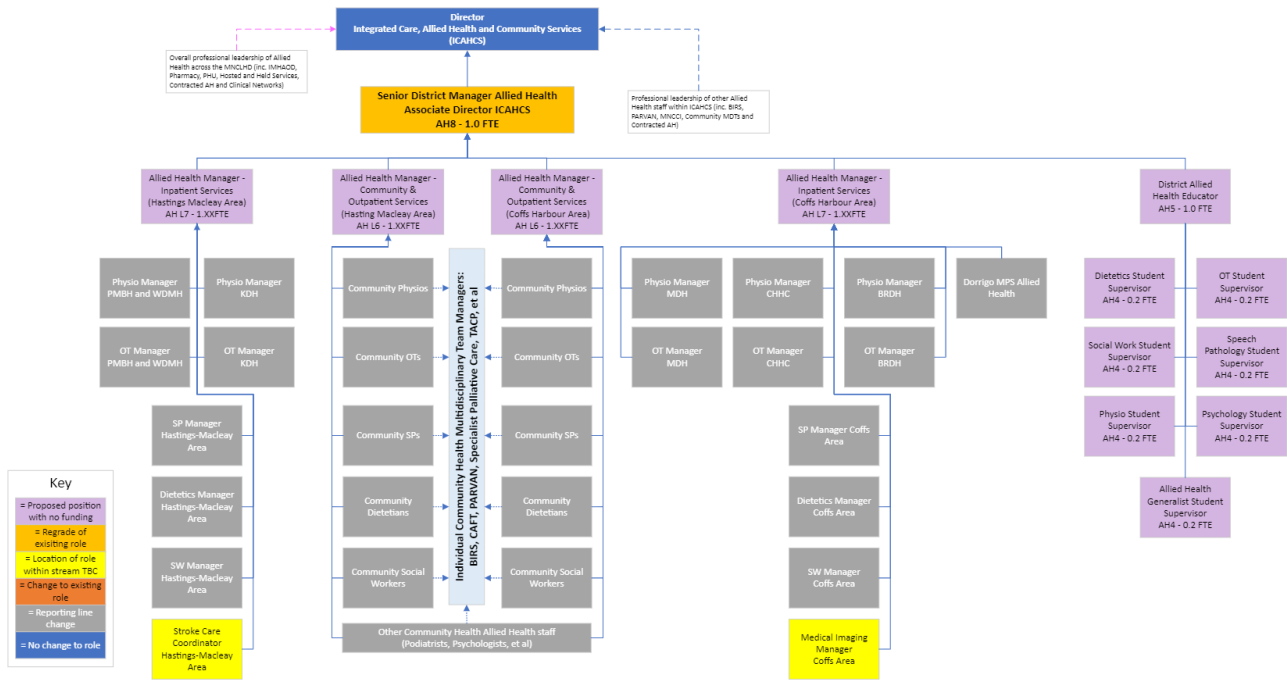 Director
Integrated Care, Allied Health and Community Services
(ICAHCS)
Overall professional leadership of Allied
Health across the MNCLHD (inc. IMHAOD,
Pharmacy, PHU, Hosted and Held Services,
Contracted AH and Clinical Networks)
Senior District Manager Allied Health
Associate Director ICAHCS
AH8 - 1.0 FTE
Professional leadership of other Allied
Health staff within ICAHCS (inc. BIRS,
PARVAN, MNCCI, Community MDTs and
Contracted AH)
Allied Health Manager -
Inpatient Services
(Hastings Macleay Area)
AH L7 - 1.XXFTE
Allied Health Manager -
Community &
Outpatient Services
(Hasting Macleay Area)
AH L6 - 1.XXFTE
Allied Health Manager -
Community &
Outpatient Services
(Coffs Harbour Area)
AH L6 - 1.XXFTE
Allied Health Manager -
Inpatient Services
(Coffs Harbour Area)
AH L7 - 1.XXFTE
District Allied
Health Educator
AH5 - 1.0 FTE
Physio Manager
PMBH and WDMH
Physio Manager
KDH
OT Manager
PMBH and WDMH
OT Manager
KDH
SP Manager
Hastings-Macleay
Area
Dietetics Manager
Hastings-Macleay
Area
SW Manager
Hastings-Macleay
Area
Stroke Care
Coordinator
Hastings-Macleay
Area
Community Physios
Community OTs
Community SPs
Community
Dietetians
Community Social
Workers
Individual Community Health Multidisciplinary Team Managers:
BIRS, CAFT, PARVAN, Specialist Palliative Care, TACP, et al
Community Physios
Community OTs
Community SPs
Community
Dietetians
Community Social
Workers
Other Community Health Allied Health staff
(Podiatrists, Psychologists, et al)
Physio Manager
MDH
Physio Manager
CHHC
Physio Manager
BRDH
Dorrigo MPS Allied
Health
OT Manager
MDH
OT Manager
CHHC
OT Manager
BRDH
SP Manager Coffs
Area
Dietetics Manager
Coffs Area
SW Manager
Coffs Area
Medical Imaging
Manager
Coffs Area
Dietetics Student
Supervisor
AH4 - 0.2 FTE
OT Student
Supervisor
AH4 - 0.2 FTE
Social Work Student
Supervisor
AH4 - 0.2 FTE
Speech
Pathology Student
Supervisor
AH4 - 0.2 FTE
Physio Student
Supervisor
AH4 - 0.2 FTE
Psychology Student
Supervisor
AH4 - 0.2 FTE
Allied Health
Generalist Student
Supervisor
AH4 - 0.2 FTE
Key
= Proposed position
with no funding
= Regrade of
exisiting role
= Location of role
within stream TBC
= Change to existing
role
= Reporting line
change
= No change to role